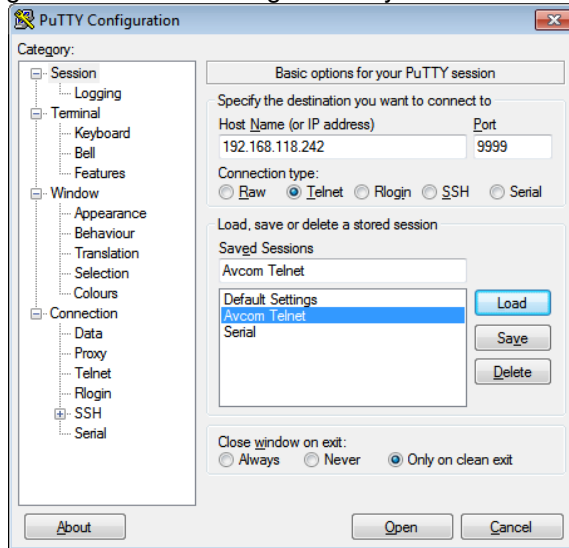 PuTTY Configuration
Category:
Session
Logging
Terminal
Keyboard
Bell
Features
Window
Appearance
Behaviour
Translation
Selection
Colours
Connection
Data
Proxy
Telnet
Rlogin
SSH
Serial
Basic options for your PuTTY session
Specify the destination you want to connect to
Host Name (or IP address) Port
192.168.118.242 9999
Connection type:
Raw Telnet Rlogin SSH Serial
Load, save or delete a stored session
Saved Sessions
Avcom Telnet
Default Settings
Avcom Telnet
Serial
Load
Save
Delete
Close window on exit:
Always Never Only on clean exit
About Open Cancel